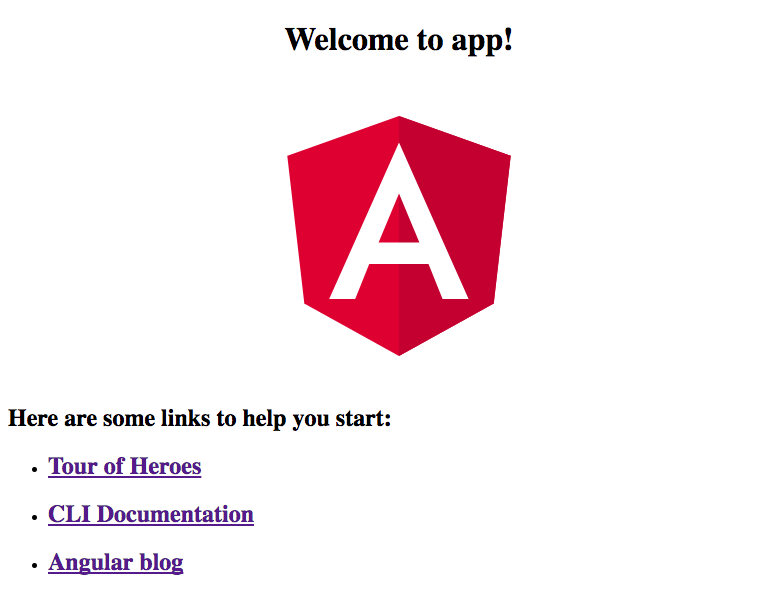 Welcome to app!
A
Here are some links to help you start:
Tour of Heroes
CLI Documentation
Angular blog